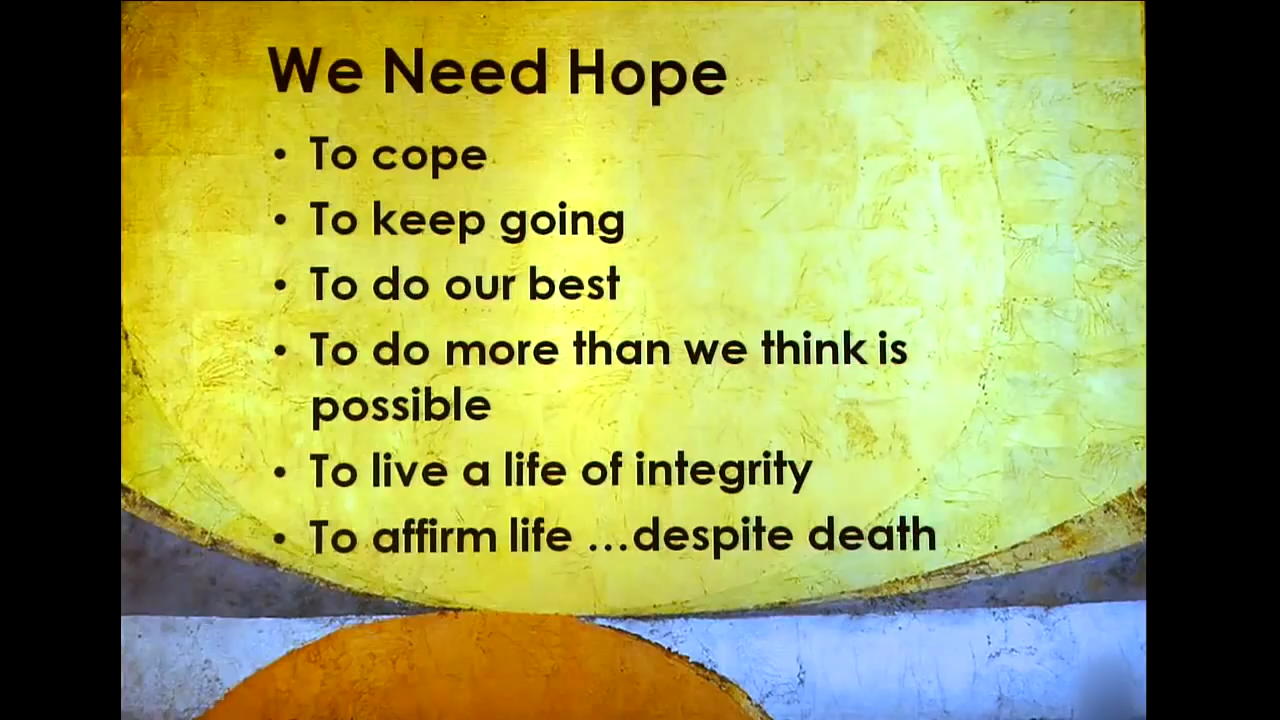 We Need Hope
• To cope
• To keep going
• To do our best
• To do more than we think is
possible
• To live a life of integrity
• To affirm life ...despite death